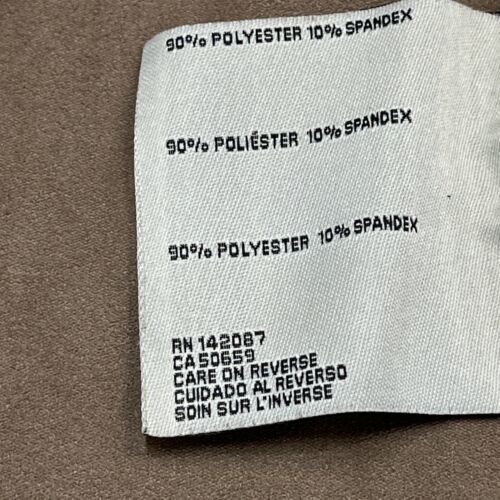 90% POLYESTER 10% SPANDEX
90% POLIÉSTER 10% SPANDEX
90% POLYESTER 10% SPANDEX
RN 142087
CA50659
CARE ON REVERSE
CUIDADO AL REVERSO
SOIN SUR L'INVERSE